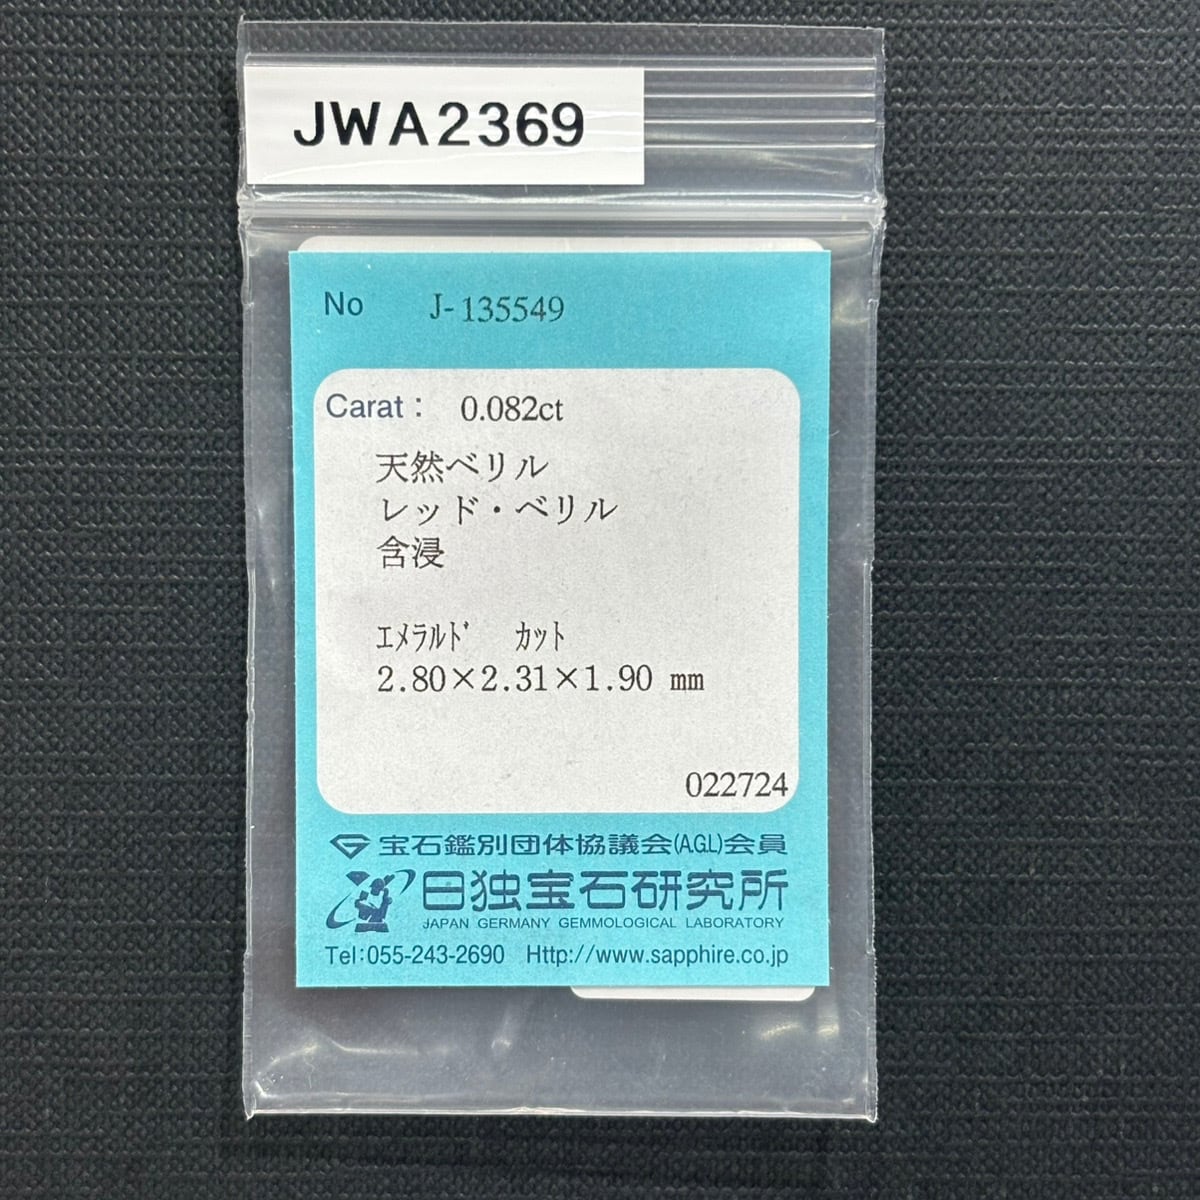 JWA2369
No J-135549
Carat : 0.082ct
天然ベリル
レッド・ベリル
含浸
ｴﾒﾗﾙﾄﾞ ｶｯﾄ
2.80×2.31×1.90 mm
022724
宝石鑑別団体協議会(A.G.L)会員
日独宝石研究所
JAPAN GERMANY GEMMOLOGICAL LABORATORY
Tel:055-243-2690 Http://www.sapphire.co.jp